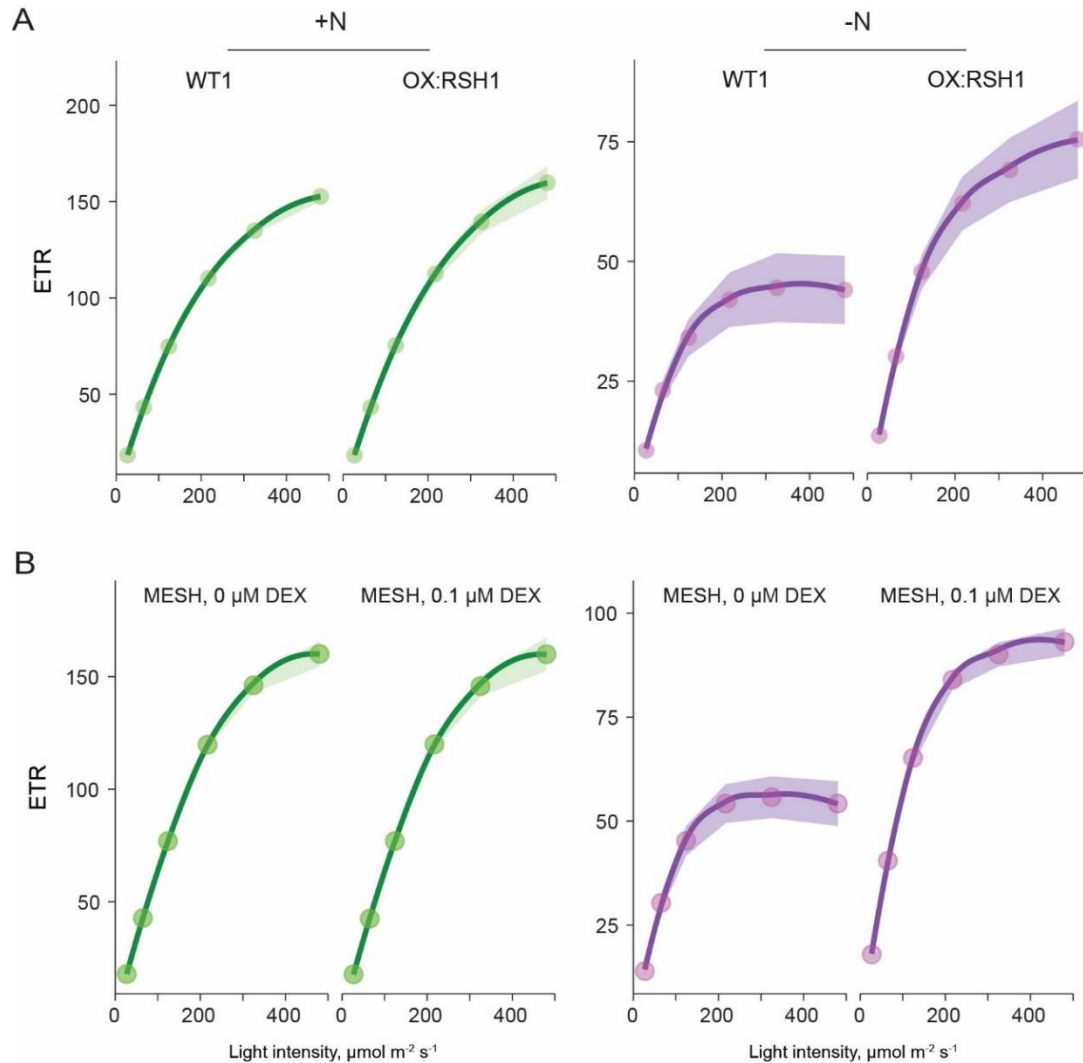 A
+N
-N
WT1
OX:RSH1
WT1
OX:RSH1
200
150
100
50
ETR
75
50
25
0 200 400
0 200 400
0 200 400
0 200 400
B
MESH, 0 µM DEX
MESH, 0.1 µM DEX
MESH, 0 µM DEX
MESH, 0.1 µM DEX
150
100
50
ETR
100
75
50
25
0 200 400
0 200 400
0 200 400
0 200 400
Light intensity, µmol m⁻² s⁻¹
Light intensity, µmol m⁻² s⁻¹